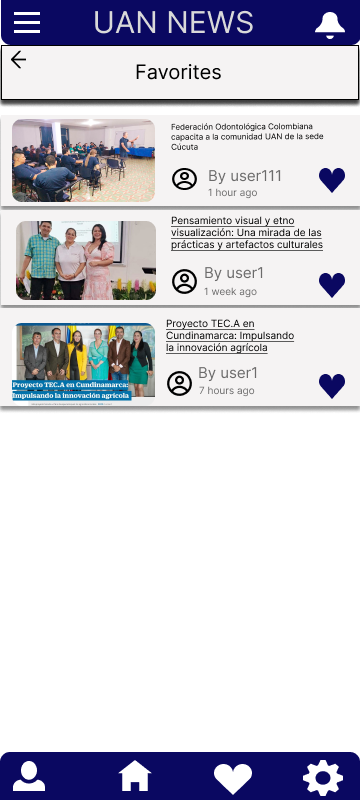 UAN NEWS
Favorites
Federación Odontológica Colombiana
capacita a la comunidad UAN de la sede
Cúcuta
By user111
1 hour ago
Pensamiento visual y etno
visualización: Una mirada de las
prácticas y artefactos culturales
By user1
1 week ago
Proyecto TEC.A en
Cundinamarca: Impulsando
la innovación agrícola
By user1
7 hours ago
Proyecto TEC.A en Cundinamarca:
Impulsando la innovación agrícola